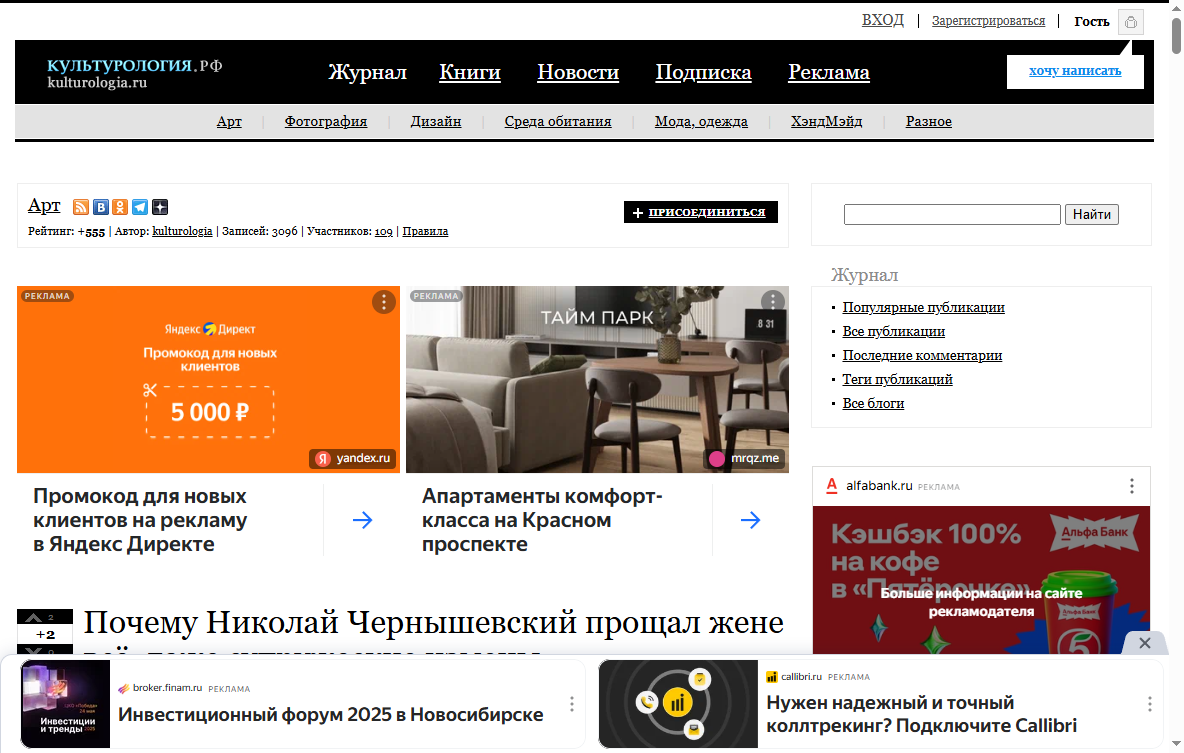 ВХОД | Зарегистрироваться | Гость
КУЛЬТУРОЛОГИЯ.РФ
kulturologia.ru
Журнал Книги Новости Подписка Реклама
хочу написать
Арт | Фотография | Дизайн | Среда обитания | Мода, одежда | ХэндМэйд | Разное
Арт
+ ПРИСОЕДИНИТЬСЯ
Рейтинг: +555 | Автор: kulturologia | Записей: 3096 | Участников: 109 | Правила
Найти
Журнал
Популярные публикации
Все публикации
Последние комментарии
Теги публикаций
Все блоги
РЕКЛАМА
Яндекс Директ
Промокод для новых
клиентов
5 000 ₽
Я yandex.ru
Промокод для новых
клиентов на рекламу
в Яндекс Директе
РЕКЛАМА
ТАЙМ ПАРК
8 31
mrqz.me
Апартаменты комфорт-
класса на Красном
проспекте
alfabank.ru РЕКЛАМА
Кэшбэк 100%
на кофе
в «Пятёрочке»
Альфа Банк
Больше информации на сайте
рекламодателя
Альфа Банк
5
2
+2
0
Почему Николай Чернышевский прощал жене
Инвестиции
и тренды 2025
broker.finam.ru РЕКЛАМА
Инвестиционный форум 2025 в Новосибирске
callibri.ru РЕКЛАМА
Нужен надежный и точный
коллтрекинг? Подключите Callibri